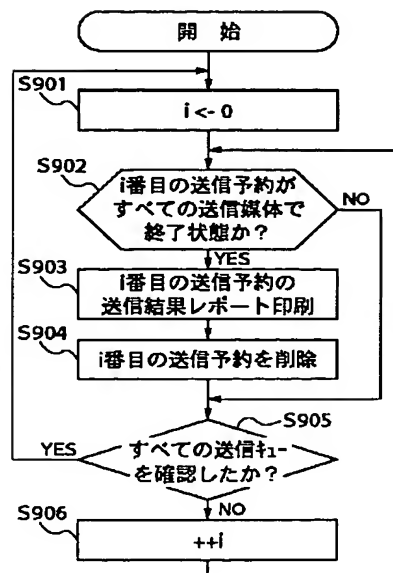 開　始
S901
i<-0
S902
i番目の送信予約が
すべての送信媒体で
終了状態か？
NO
YES
S903
i番目の送信予約の
送信結果レポート印刷
S904
i番目の送信予約を削除
S905
YES
すべての送信ｷｭｰ
を確認したか？
NO
S906
++i